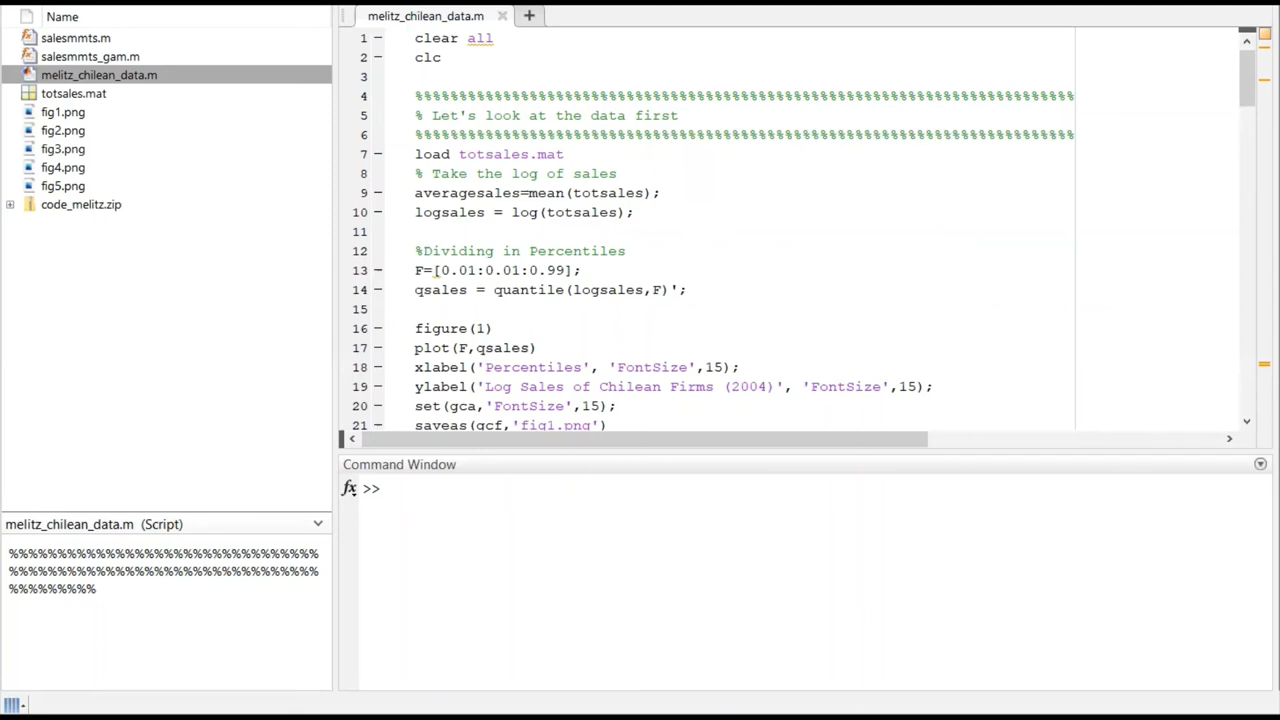 Name
salesmmts.m
salesmmts_gam.m
melitz_chilean_data.m
totsales.mat
fig1.png
fig2.png
fig3.png
fig4.png
fig5.png
code_melitz.zip
melitz_chilean_data.m (Script)
%%%%%%%%%%%%%%%%%%%%%%%%%%%%%%%%
%%%%%%%%%%%%%%%%%%%%%%%%%%%%%%%%
%%%%%%%%%
melitz_chilean_data.m
1 clear all
2 clc
3
4 %%%%%%%%%%%%%%%%%%%%%%%%%%%%%%%%%%%%%%%%%%%%%%%%%%%%%%%%%%%%%%%%%%%%%%%%%%%
5 % Let's look at the data first
6 %%%%%%%%%%%%%%%%%%%%%%%%%%%%%%%%%%%%%%%%%%%%%%%%%%%%%%%%%%%%%%%%%%%%%%%%%%%
7 load totsales.mat
8 % Take the log of sales
9 averagesales=mean(totsales);
10 logsales = log(totsales);
11
12 %Dividing in Percentiles
13 F=[0.01:0.01:0.99];
14 qsales = quantile(logsales,F)';
15
16 figure(1)
17 plot(F,qsales)
18 xlabel('Percentiles', 'FontSize',15);
19 ylabel('Log Sales of Chilean Firms (2004)', 'FontSize',15);
20 set(gca,'FontSize',15);
21 saveas(gcf,'fig1.png')
Command Window
fx >>